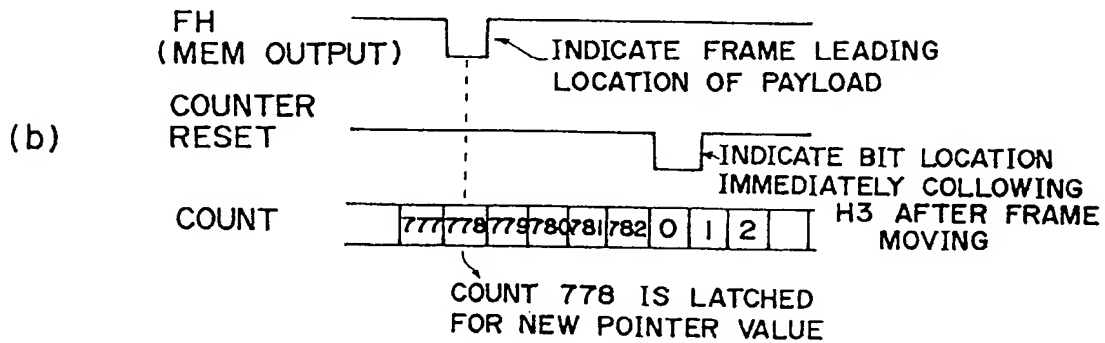 FH
(MEM OUTPUT)
INDICATE FRAME LEADING
LOCATION OF PAYLOAD
(b)
COUNTER
RESET
INDICATE BIT LOCATION
IMMEDIATELY COLLOWING
H3 AFTER FRAME
MOVING
COUNT
777 778 779 780 781 782 0 1 2
COUNT 778 IS LATCHED
FOR NEW POINTER VALUE